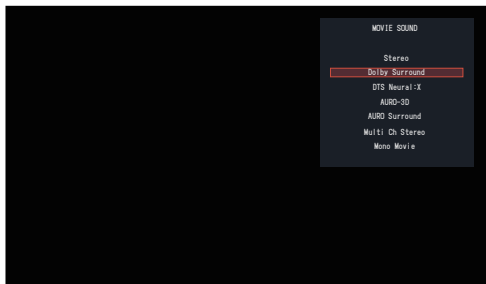 MOVIE SOUND
Stereo
Dolby Surround
DTS Neural:X
AURO-3D
AURO Surround
Multi Ch Stereo
Mono Movie